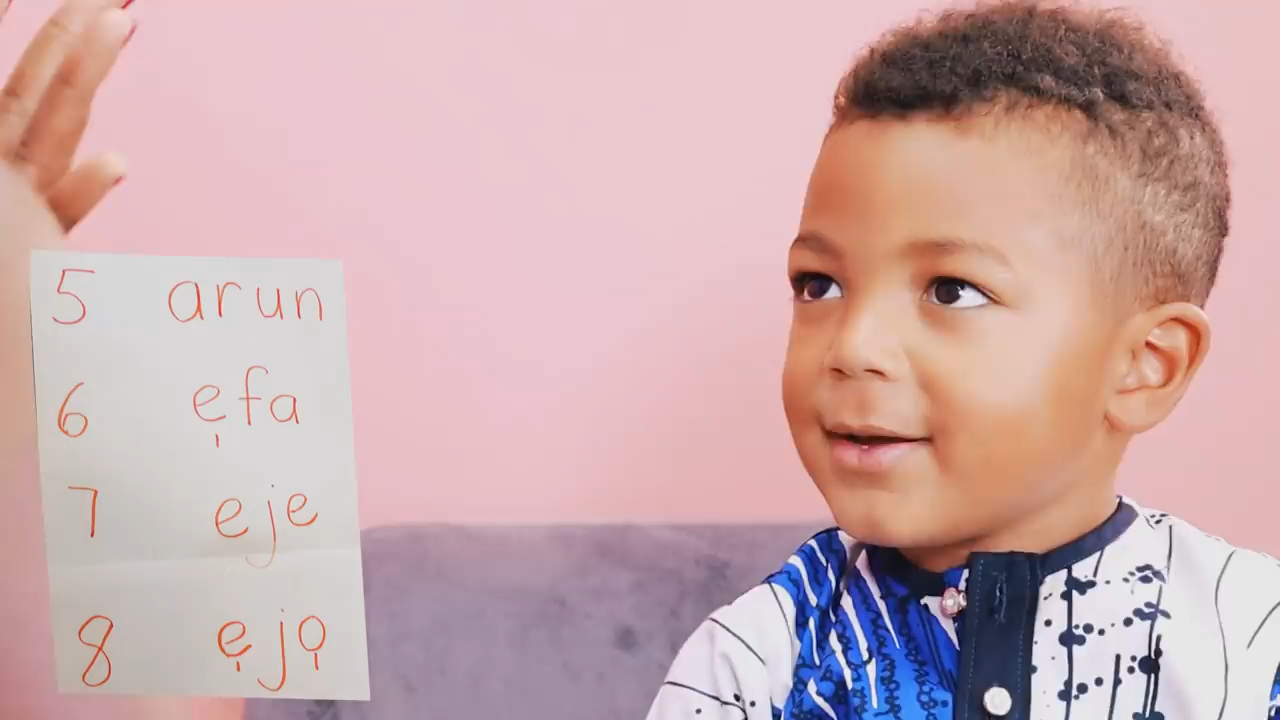 5 arun
6 ẹfa
7 eje
8 ẹjọ